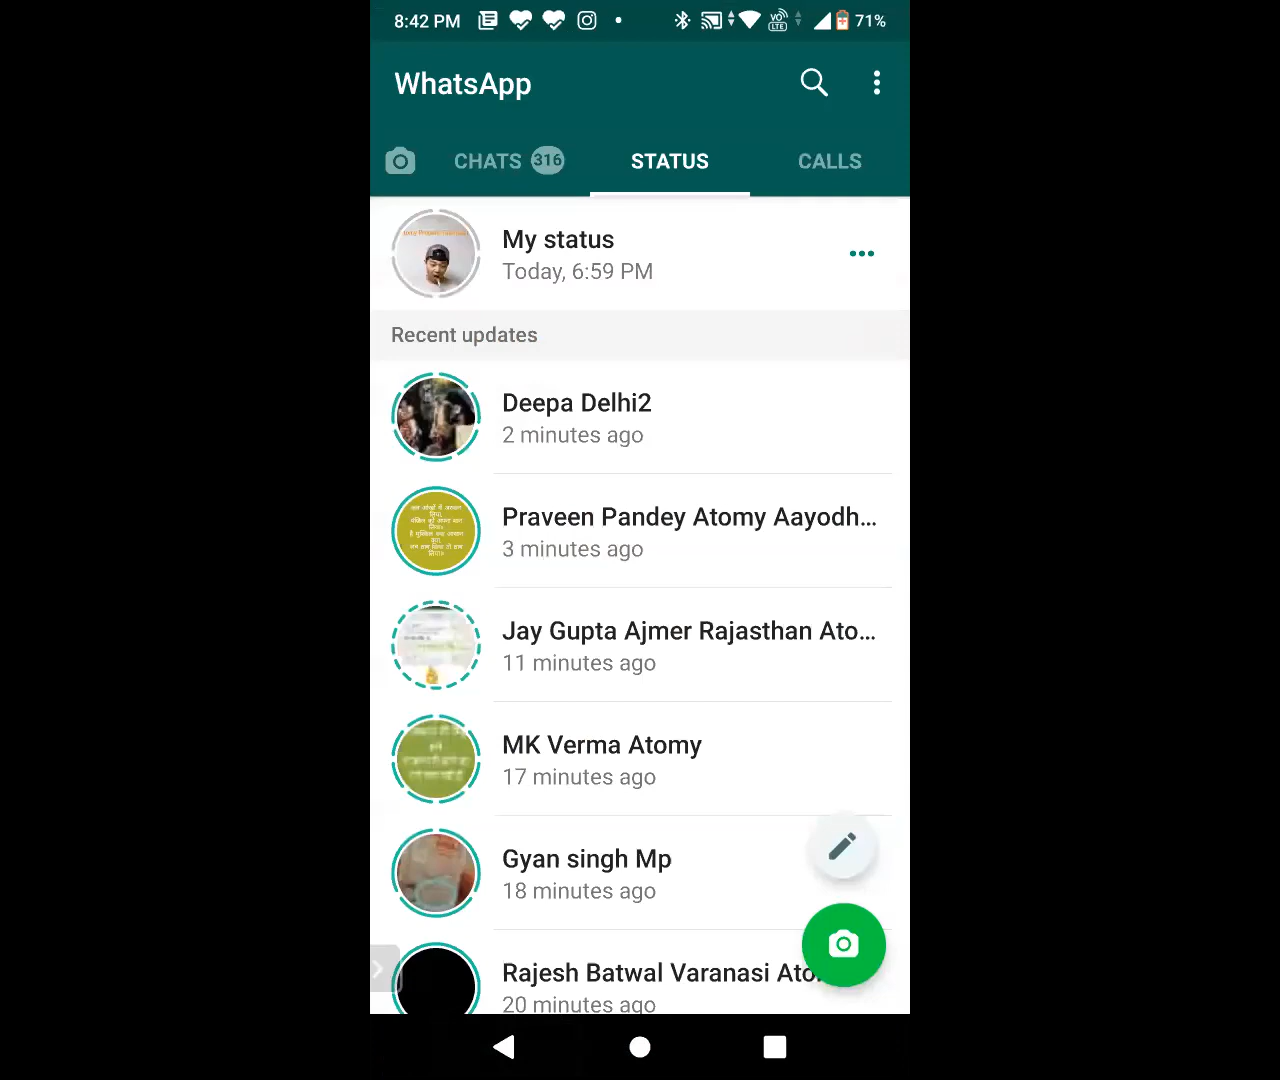 8:42 PM
VO LTE
71%
WhatsApp
CHATS 316 STATUS CALLS
My status
Today, 6:59 PM
Recent updates
Deepa Delhi2
2 minutes ago
Praveen Pandey Atomy Aayodh...
3 minutes ago
Jay Gupta Ajmer Rajasthan Ato...
11 minutes ago
MK Verma Atomy
17 minutes ago
Gyan singh Mp
18 minutes ago
Rajesh Batwal Varanasi Ato
20 minutes ago